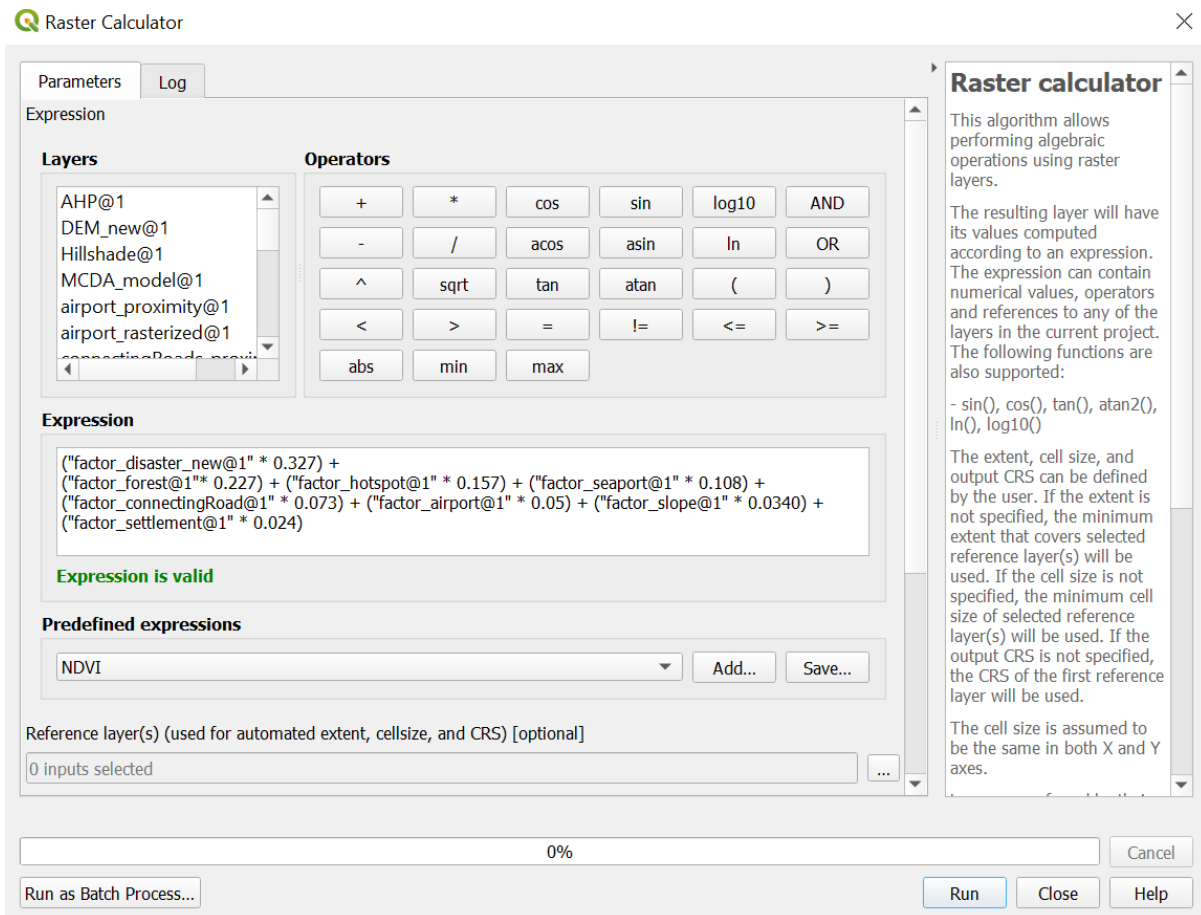 Raster Calculator
Parameters
Log
Expression
Layers
AHP@1
DEM_new@1
Hillshade@1
MCDA_model@1
airport_proximity@1
airport_rasterized@1
Operators
+ * cos sin log10 AND
- / acos asin ln OR
^ sqrt tan atan ( )
< > = != <= >=
abs min max
Expression
("factor_disaster_new@1" * 0.327) +
("factor_forest@1"* 0.227) + ("factor_hotspot@1" * 0.157) + ("factor_seaport@1" * 0.108) +
("factor_connectingRoad@1" * 0.073) + ("factor_airport@1" * 0.05) + ("factor_slope@1" * 0.0340) +
("factor_settlement@1" * 0.024)
Expression is valid
Predefined expressions
NDVI
Add...
Save...
Reference layer(s) (used for automated extent, cellsize, and CRS) [optional]
0 inputs selected
...
Raster calculator
This algorithm allows
performing algebraic
operations using raster
layers.
The resulting layer will have
its values computed
according to an expression.
The expression can contain
numerical values, operators
and references to any of the
layers in the current project.
The following functions are
also supported:
- sin(), cos(), tan(), atan2(),
ln(), log10()
The extent, cell size, and
output CRS can be defined
by the user. If the extent is
not specified, the minimum
extent that covers selected
reference layer(s) will be
used. If the cell size is not
specified, the minimum cell
size of selected reference
layer(s) will be used. If the
output CRS is not specified,
the CRS of the first reference
layer will be used.
The cell size is assumed to
be the same in both X and Y
axes.
0%
Cancel
Run as Batch Process...
Run
Close
Help